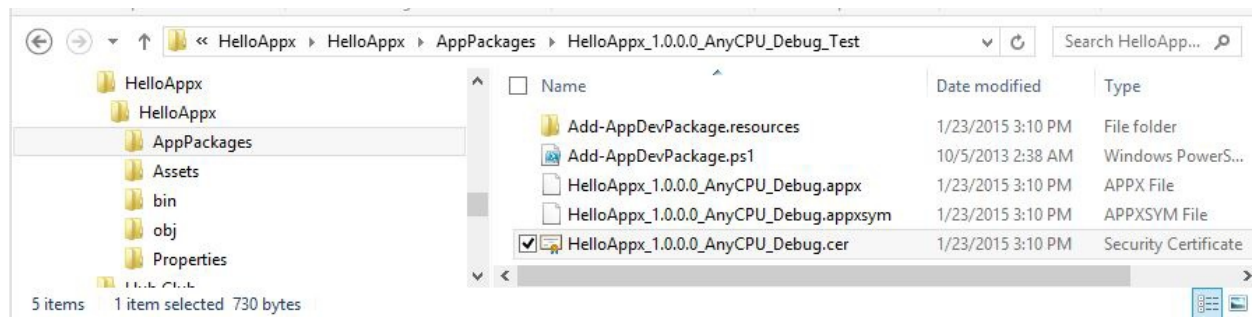 « HelloAppx ▸ HelloAppx ▸ AppPackages ▸ HelloAppx_1.0.0.0_AnyCPU_Debug_Test Search HelloApp...
HelloAppx
HelloAppx
AppPackages
Assets
bin
obj
Properties
Name Date modified Type
Add-AppDevPackage.resources 1/23/2015 3:10 PM File folder
Add-AppDevPackage.ps1 10/5/2013 2:38 AM Windows PowerS...
HelloAppx_1.0.0.0_AnyCPU_Debug.appx 1/23/2015 3:10 PM APPX File
HelloAppx_1.0.0.0_AnyCPU_Debug.appxsym 1/23/2015 3:10 PM APPXSYM File
HelloAppx_1.0.0.0_AnyCPU_Debug.cer 1/23/2015 3:10 PM Security Certificate
5 items 1 item selected 730 bytes